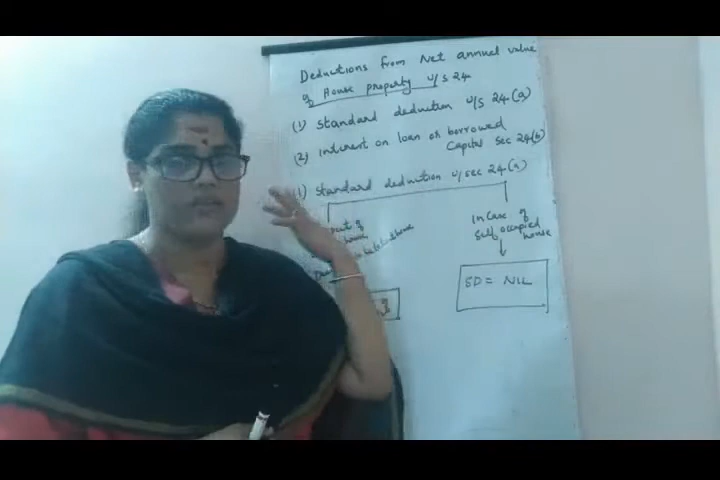 Deductions from Net annual value
of House property u/s 24
(1) Standard deduction u/s 24(a)
(2) Interest on loan or borrowed
Capital Sec 24(b)
(1) Standard deduction u/sec 24(a)
house
In Case of
Self occupied
house
SD = NIL